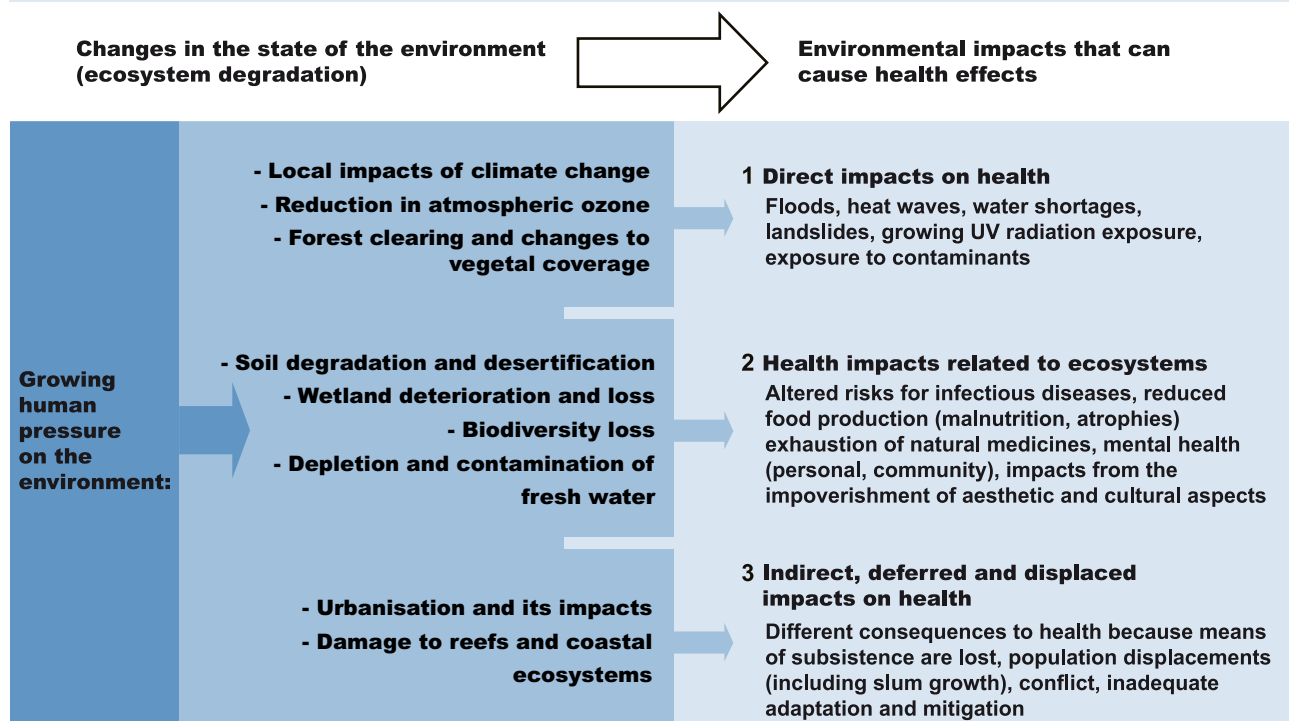 Changes in the state of the environment
(ecosystem degradation)
Environmental impacts that can
cause health effects
Growing
human
pressure
on the
environment:
- Local impacts of climate change
- Reduction in atmospheric ozone
- Forest clearing and changes to
vegetal coverage
1 Direct impacts on health
Floods, heat waves, water shortages,
landslides, growing UV radiation exposure,
exposure to contaminants
- Soil degradation and desertification
- Wetland deterioration and loss
- Biodiversity loss
- Depletion and contamination of
fresh water
2 Health impacts related to ecosystems
Altered risks for infectious diseases, reduced
food production (malnutrition, atrophies)
exhaustion of natural medicines, mental health
(personal, community), impacts from the
impoverishment of aesthetic and cultural aspects
- Urbanisation and its impacts
- Damage to reefs and coastal
ecosystems
3 Indirect, deferred and displaced
impacts on health
Different consequences to health because means
of subsistence are lost, population displacements
(including slum growth), conflict, inadequate
adaptation and mitigation